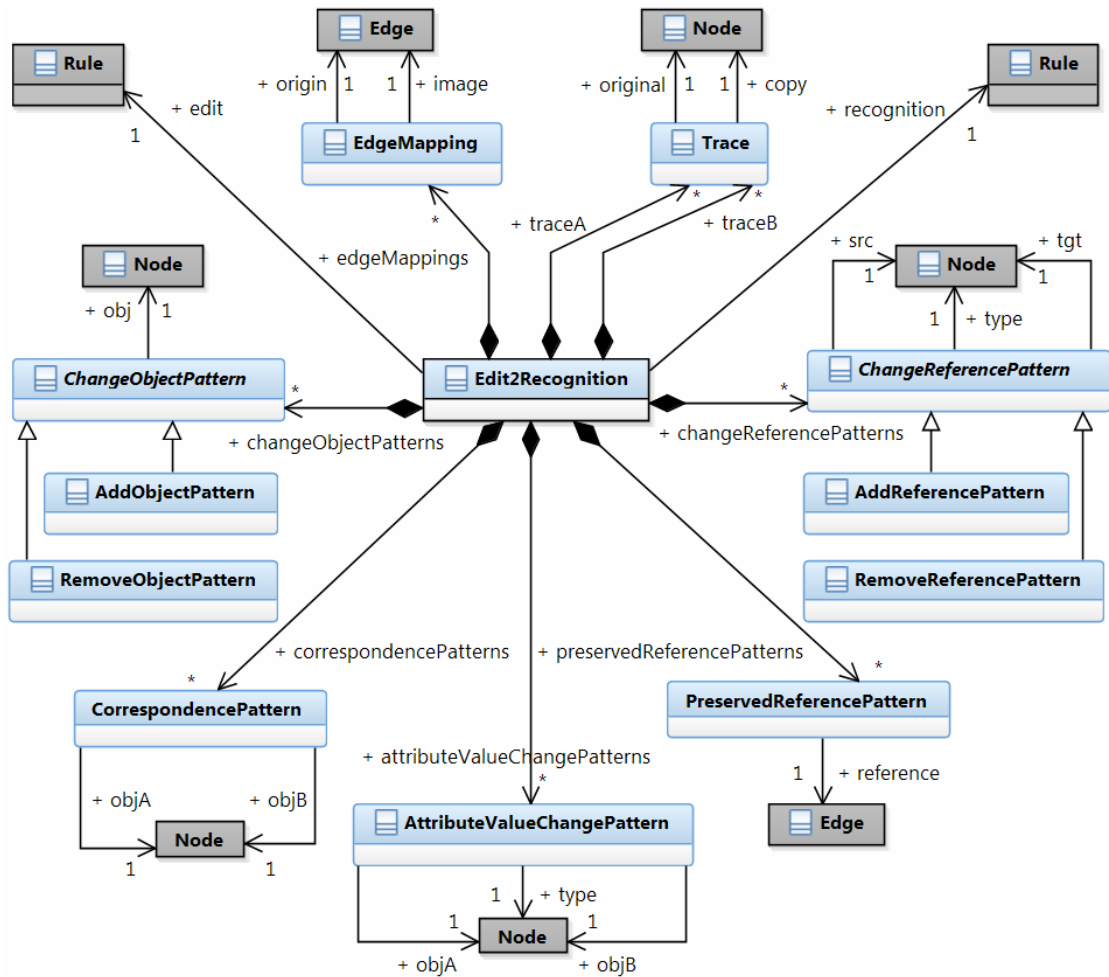 Edge
Node
Rule
Rule
+ origin
1
1
+ image
+ original
1
1
+ copy
+ edit
1
+ recognition
1
EdgeMapping
Trace
*
*
*
+ traceA
+ traceB
+ edgeMappings
Node
+ obj
1
+ src
+ tgt
Node
1
1
1
+ type
ChangeObjectPattern
Edit2Recognition
ChangeReferencePattern
*
*
+ changeObjectPatterns
+ changeReferencePatterns
AddObjectPattern
AddReferencePattern
RemoveObjectPattern
RemoveReferencePattern
+ correspondencePatterns
+ preservedReferencePatterns
*
*
CorrespondencePattern
PreservedReferencePattern
+ attributeValueChangePatterns
*
+ objA
+ objB
1
+ reference
AttributeValueChangePattern
Edge
Node
1
1
1
+ type
1
1
Node
+ objA
+ objB